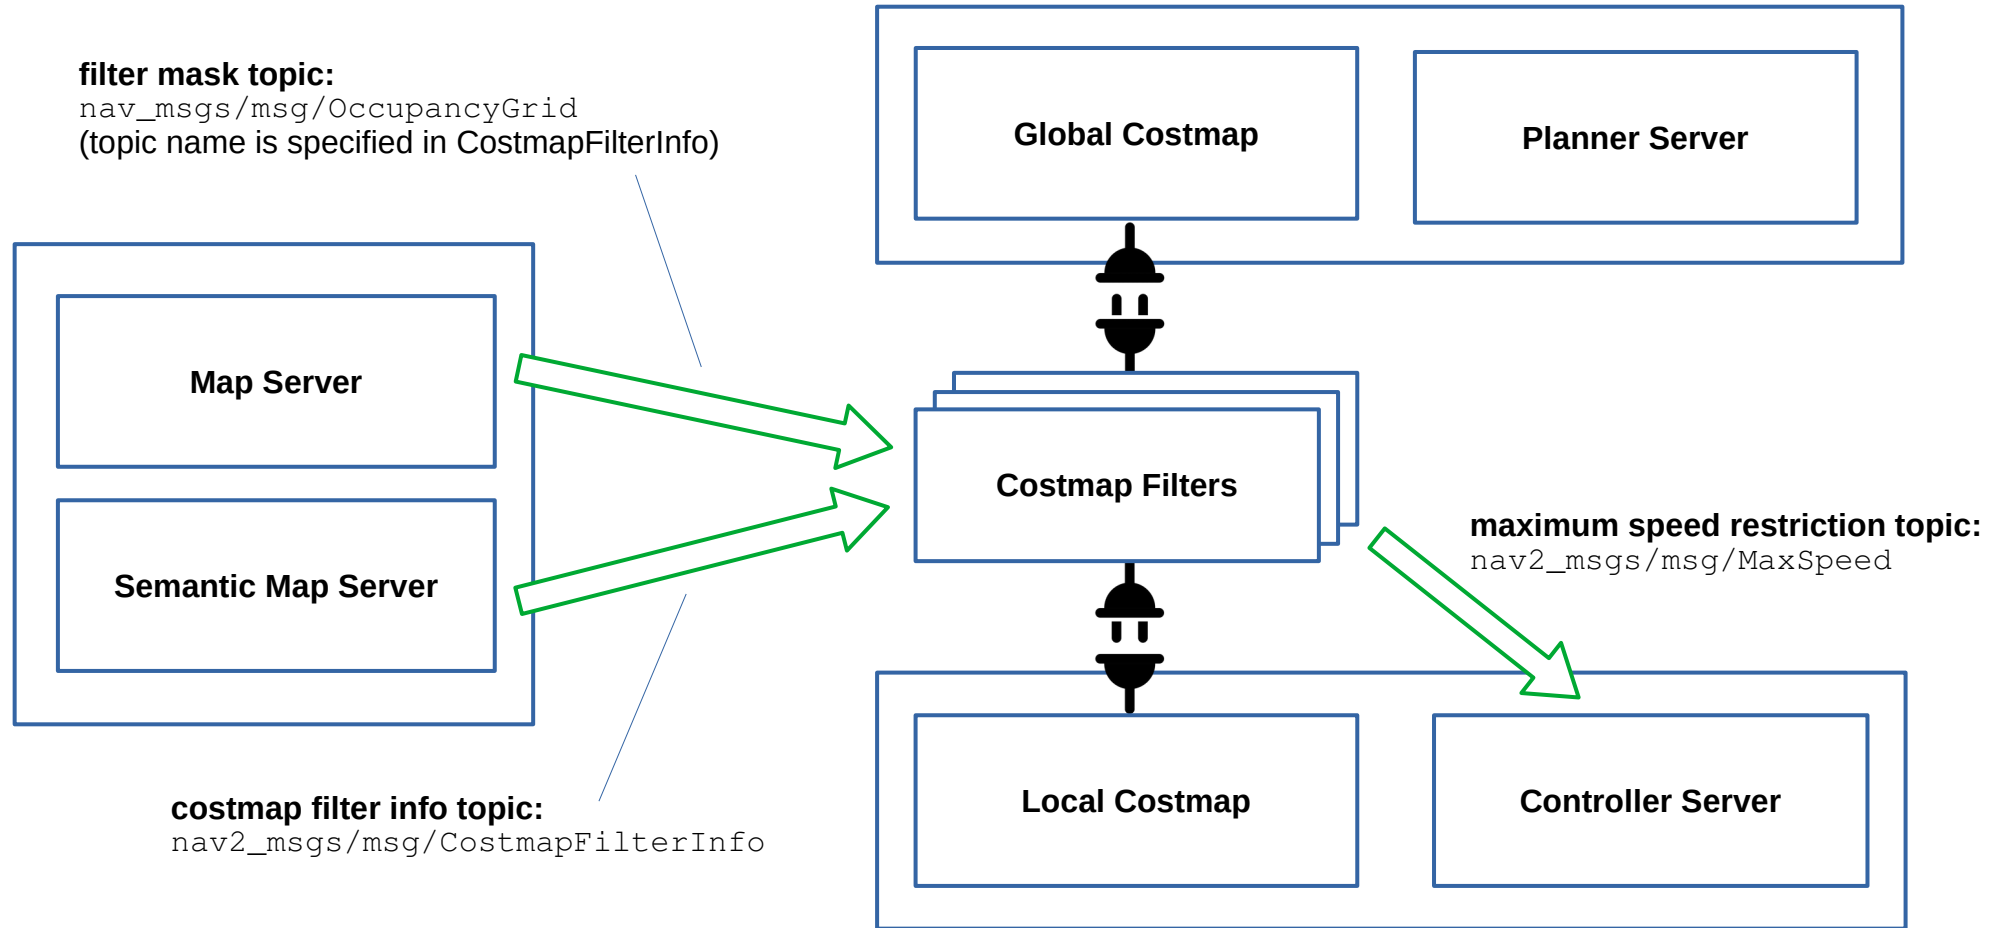 filter mask topic:
nav_msgs/msg/OccupancyGrid
(topic name is specified in CostmapFilterInfo)
Global Costmap
Planner Server
Map Server
Semantic Map Server
Costmap Filters
maximum speed restriction topic:
nav2_msgs/msg/MaxSpeed
costmap filter info topic:
nav2_msgs/msg/CostmapFilterInfo
Local Costmap
Controller Server